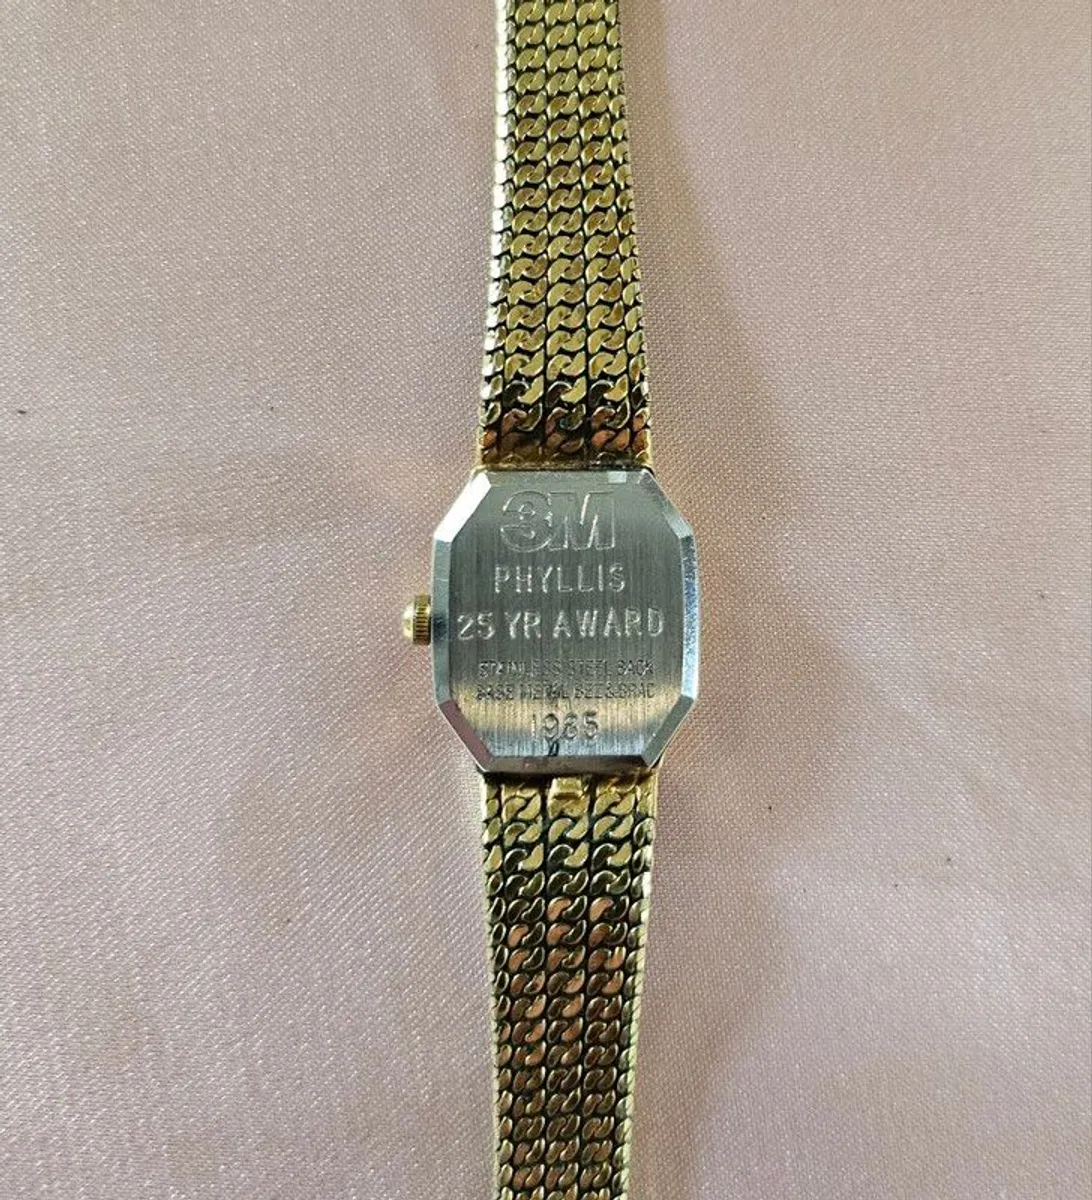 3M
PHYLLIS
25 YR AWARD
STAINLESS STEEL BACK
BASE METAL BEZ & BRAC
1985